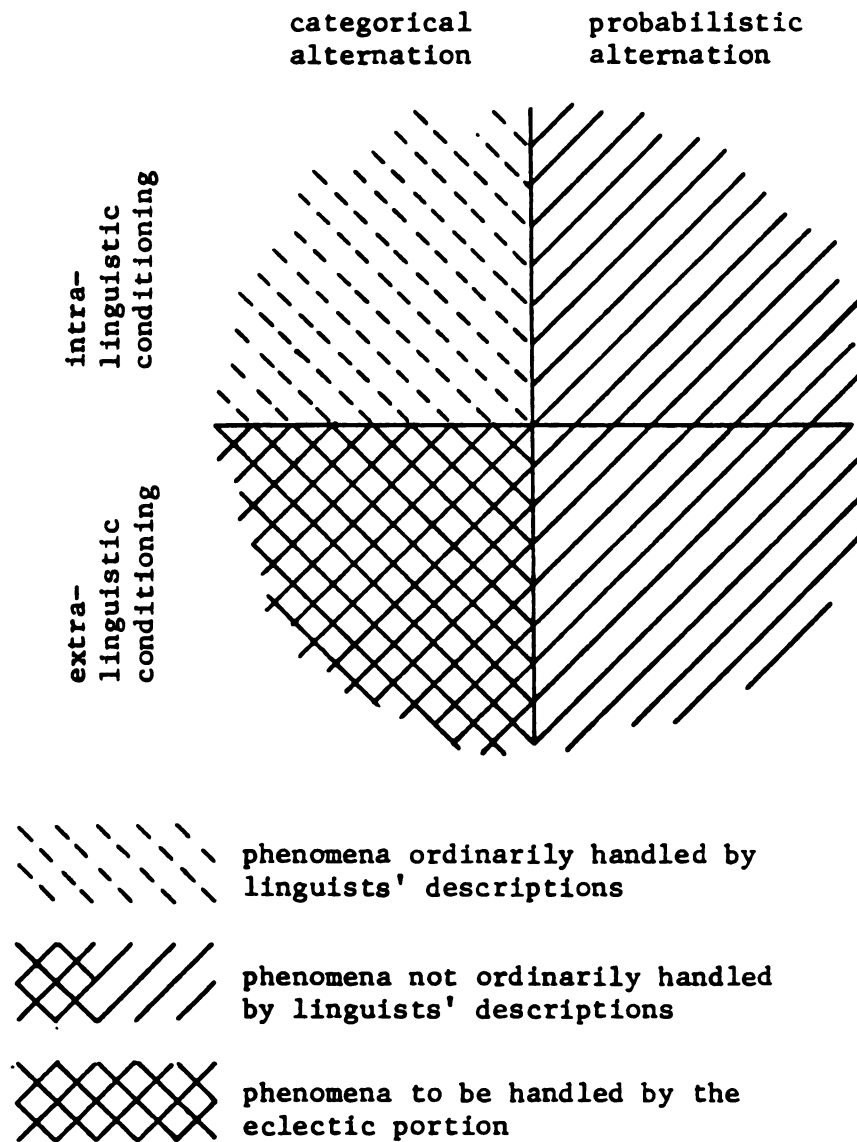 categorical
alternation
probabilistic
alternation
intra-
linguistic
conditioning
extra-
linguistic
conditioning
phenomena ordinarily handled by
linguists' descriptions
phenomena not ordinarily handled
by linguists' descriptions
phenomena to be handled by the
eclectic portion